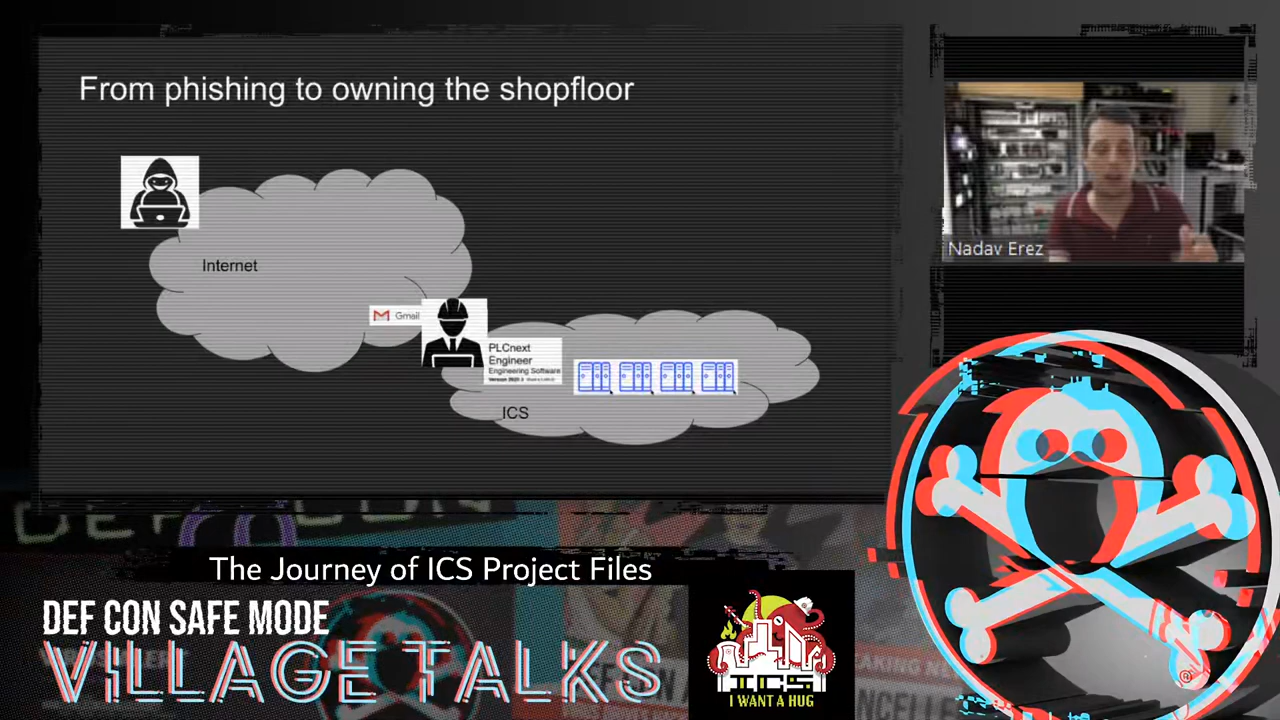 From phishing to owning the shopfloor
Internet
Gmail
PLCnext
Engineer
Engineering Software
ICS
Nadav Erez
The Journey of ICS Project Files
DEF CON SAFE MODE
VILLAGE TALKS
ICS
I WANT A HUG